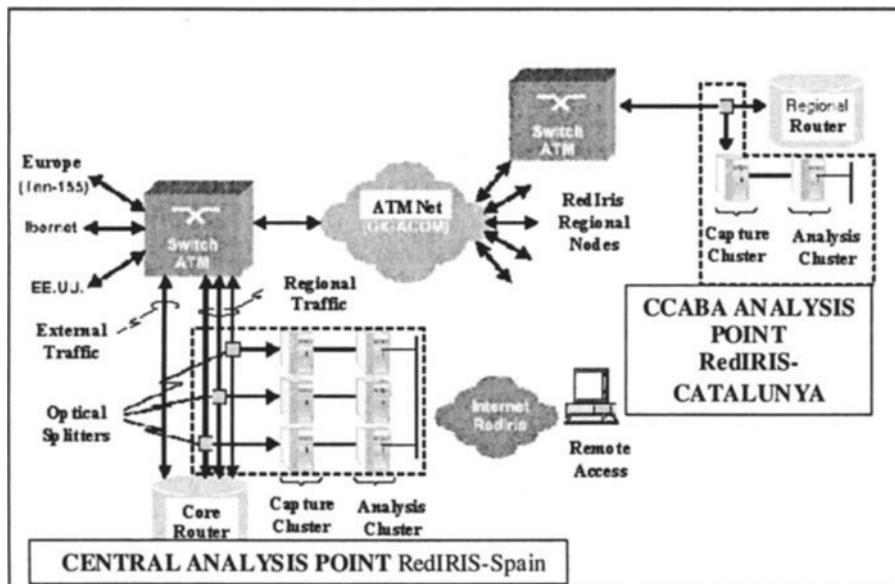 Europe
(Ten-155)
Ibernet
EE.UU.
Switch
ATM
ATM Net
Switch
ATM
RedIris
Regional
Nodes
Regional
Router
Capture
Cluster
Analysis
Cluster
CCABA ANALYSIS
POINT
RedIRIS-
CATALUNYA
External
Traffic
Regional
Traffic
Optical
Splitters
Core
Router
Capture
Cluster
Analysis
Cluster
Internet
RedIris
Remote
Access
CENTRAL ANALYSIS POINT RedIRIS-Spain